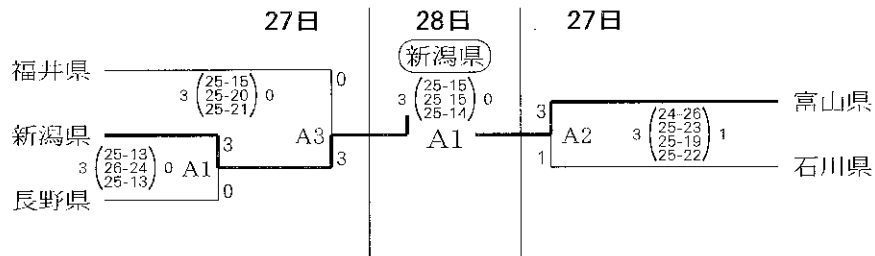 27日 28日 27日
新潟県
福井県
0
3 (25-15 25-20 25-21) 0
3 (25-15 25-15 25-14) 0
3
富山県
新潟県
3
A3
A1
A2
3 (24-26 25-23 25-19 25-22) 1
3 (25-13 26-24 25-13) 0
A1
3
1
石川県
0
長野県